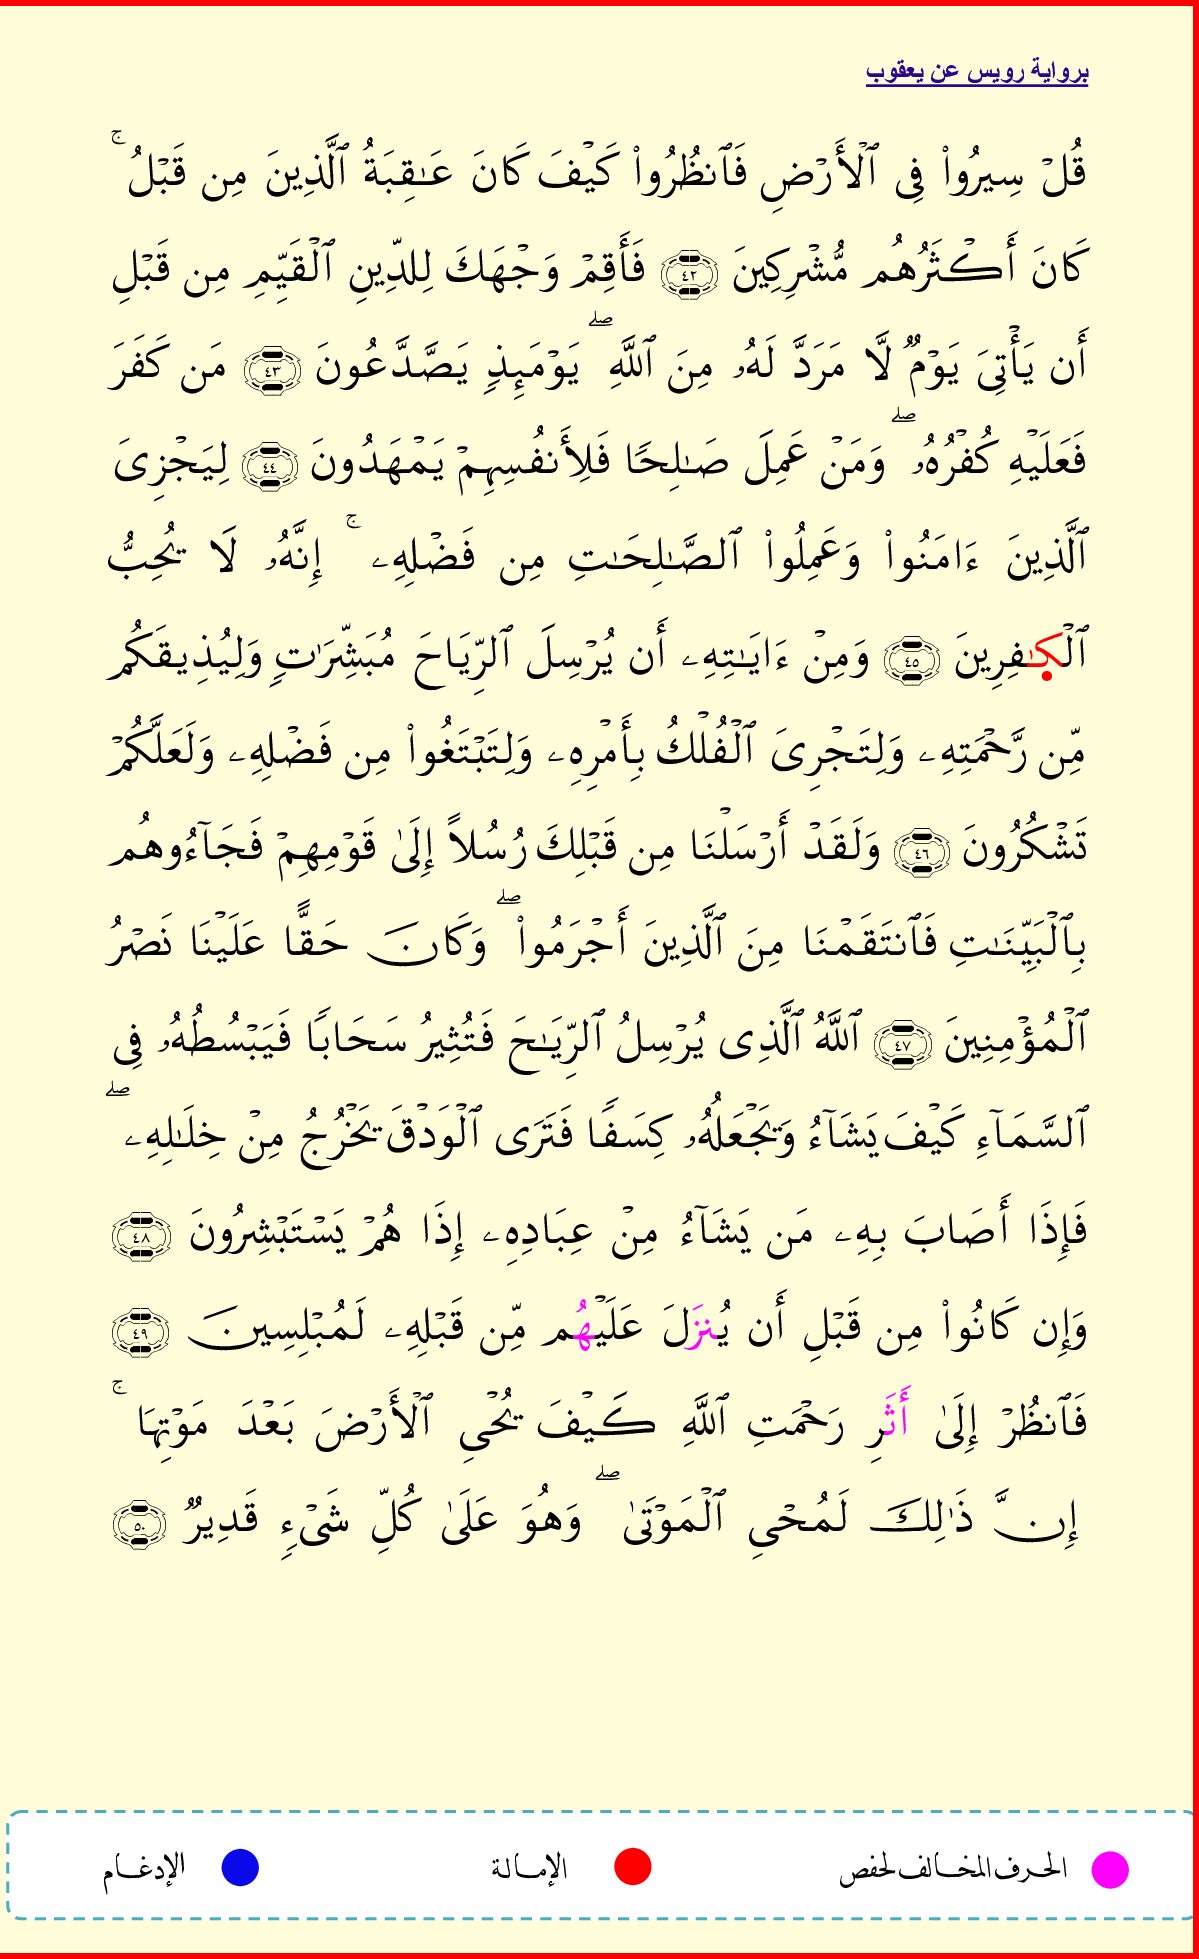 برواية رويس عن يعقوب
قُلۡ سِيرُواْ فِى ٱلۡأَرۡضِ فَٱنظُرُواْ كَيۡفَ كَانَ عَـٰقِبَةُ ٱلَّذِينَ مِن قَبۡلُۚ
كَانَ أَكۡثَرُهُم مُّشۡرِكِينَ ٤٢ فَأَقِمۡ وَجۡهَكَ لِلدِّينِ ٱلۡقَيِّمِ مِن قَبۡلِ
أَن يَأۡتِىَ يَوۡمٌ لَّا مَرَدَّ لَهُۥ مِنَ ٱللَّهِۖ يَوۡمَئِذٍ يَصَّدَّعُونَ ٤٣ مَن كَفَرَ
فَعَلَيۡهِ كُفۡرُهُۥۖ وَمَنۡ عَمِلَ صَـٰلِحًا فَلِأَنفُسِهِمۡ يَمۡهَدُونَ ٤٤ لِيَجۡزِىَ
ٱلَّذِينَ ءَامَنُواْ وَعَمِلُواْ ٱلصَّـٰلِحَـٰتِ مِن فَضۡلِهِۦۚ إِنَّهُۥ لَا يُحِبُّ
ٱلۡكَـٰفِرِينَ ٤٥ وَمِنۡ ءَايَـٰتِهِۦ أَن يُرۡسِلَ ٱلرِّيَاحَ مُبَشِّرَٰتٍ وَلِيُذِيقَكُم
مِّن رَّحۡمَتِهِۦ وَلِتَجۡرِىَ ٱلۡفُلۡكُ بِأَمۡرِهِۦ وَلِتَبۡتَغُواْ مِن فَضۡلِهِۦ وَلَعَلَّكُمۡ
تَشۡكُرُونَ ٤٦ وَلَقَدۡ أَرۡسَلۡنَا مِن قَبۡلِكَ رُسُلاً إِلَىٰ قَوۡمِهِمۡ فَجَآءُوهُم
بِٱلۡبَيِّنَـٰتِ فَٱنتَقَمۡنَا مِنَ ٱلَّذِينَ أَجۡرَمُواْۖ وَكَانَ حَقًّا عَلَيۡنَا نَصۡرُ
ٱلۡمُؤۡمِنِينَ ٤٧ ٱللَّهُ ٱلَّذِى يُرۡسِلُ ٱلرِّيَـٰحَ فَتُثِيرُ سَحَابًا فَيَبۡسُطُهُۥ فِى
ٱلسَّمَآءِ كَيۡفَ يَشَآءُ وَيَجۡعَلُهُۥ كِسَفًا فَتَرَى ٱلۡوَدۡقَ يَخۡرُجُ مِنۡ خِلَـٰلِهِۦۖ
فَإِذَا أَصَابَ بِهِۦ مَن يَشَآءُ مِنۡ عِبَادِهِۦ إِذَا هُمۡ يَسۡتَبۡشِرُونَ ٤٨
وَإِن كَانُواْ مِن قَبۡلِ أَن يُنزَلَ عَلَيۡهُم مِّن قَبۡلِهِۦ لَمُبۡلِسِينَ ٤٩
فَٱنظُرۡ إِلَىٰ أَثَرِ رَحۡمَتِ ٱللَّهِ كَيۡفَ يُحۡىِ ٱلۡأَرۡضَ بَعۡدَ مَوۡتِهَاۚ
إِنَّ ذَٰلِكَ لَمُحۡىِ ٱلۡمَوۡتَىٰۖ وَهُوَ عَلَىٰ كُلِّ شَىۡءٍ قَدِيرٌ ٥٠
الحرف المخالف لحفص الإمالة الإدغام